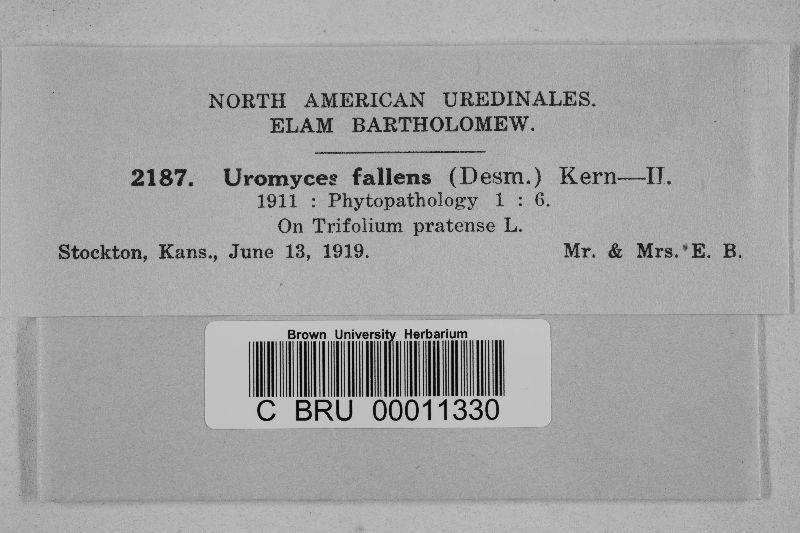 NORTH AMERICAN UREDINALES.
ELAM BARTHOLOMEW.
2187. Uromyces fallens (Desm.) Kern—II.
1911 : Phytopathology 1 : 6.
On Trifolium pratense L.
Stockton, Kans., June 13, 1919. Mr. & Mrs. E. B.
Brown University Herbarium
C BRU 00011330